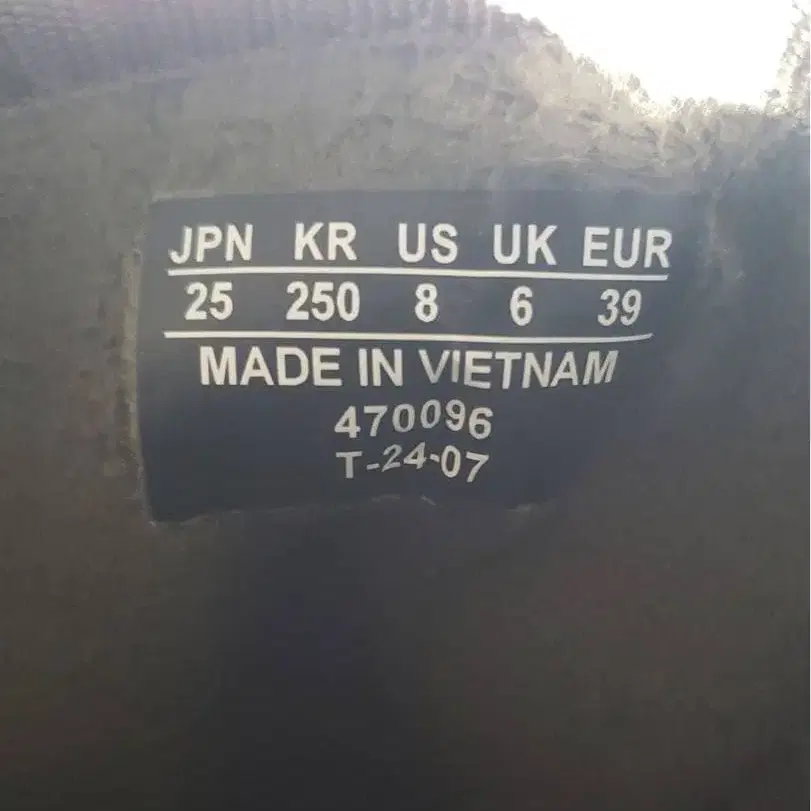 JPN KR US UK EUR
25 250 8 6 39
MADE IN VIETNAM
470096
T-24-07